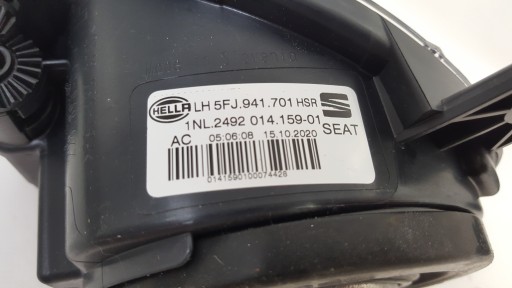 HELLA LH 5FJ.941.701 HSR
1NL.2492 014.159-01
SEAT
AC 05:06:08 15.10.2020
0141590100074428